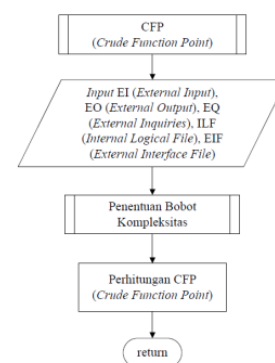 CFP
(Crude Function Point)
Input EI (External Input),
EO (External Output), EQ
(External Inquiries), ILF
(Internal Logical File), EIF
(External Interface File)
Penentuan Bobot
Kompleksitas
Perhitungan CFP
(Crude Function Point)
return